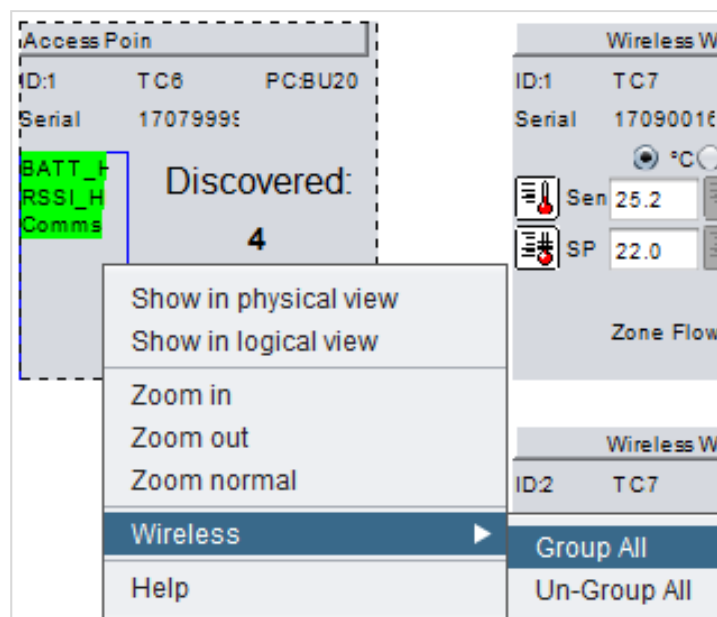 Access Poin
ID:1 TC6 PC:BU20
Serial 17079999
BATT_H
RSSI_H
Comms
Discovered:
4
Wireless W
ID:1 TC7
Serial 1709001
°C
Sen 25.2
SP 22.0
Zone Flow
Wireless W
ID:2 TC7
Show in physical view
Show in logical view
Zoom in
Zoom out
Zoom normal
Wireless
Help
Group All
Un-Group All